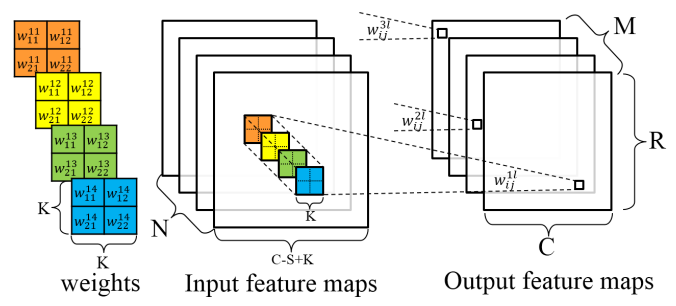 w_{11}^{11} w_{12}^{11}
w_{21}^{11} w_{22}^{11}
w_{11}^{12} w_{12}^{12}
w_{21}^{12} w_{22}^{12}
w_{11}^{13} w_{12}^{13}
w_{21}^{13} w_{22}^{13}
w_{11}^{14} w_{12}^{14}
w_{21}^{14} w_{22}^{14}
K
K
weights
N
K
C-S+K
Input feature maps
w_{ij}^{3l}
w_{ij}^{2l}
w_{ij}^{1l}
M
R
C
Output feature maps